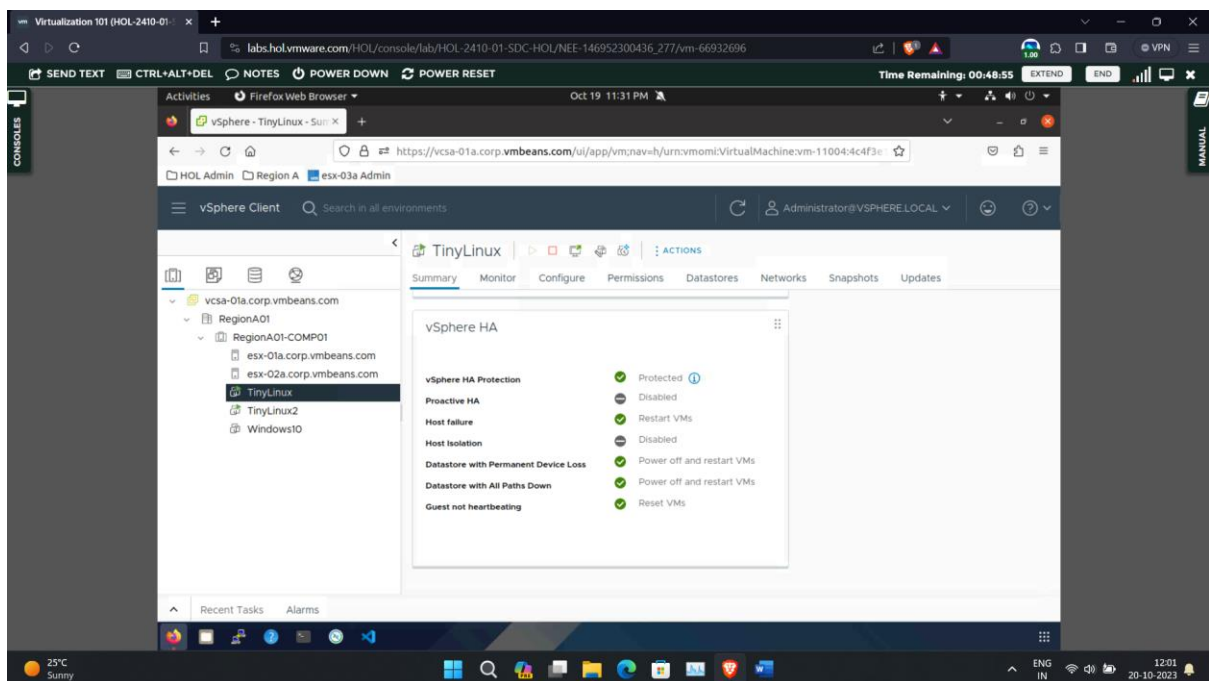 Virtualization 101 (HOL-2410-01-S
labs.hol.vmware.com/HOL/console/lab/HOL-2410-01-SDC-HOL/NEE-146952300436_277/vm-66932696
1.00
VPN
SEND TEXT CTRL+ALT+DEL NOTES POWER DOWN POWER RESET Time Remaining: 00:48:55 EXTEND END
CONSOLES
MANUAL
Activities Firefox Web Browser Oct 19 11:31 PM
vSphere - TinyLinux - Sum
https://vcsa-01a.corp.vmbeans.com/ui/app/vm;nav=h/urn:vmomi:VirtualMachine:vm-11004:4c4f3e
HOL Admin Region A esx-03a Admin
vSphere Client Search in all environments Administrator@VSPHERE.LOCAL
TinyLinux ACTIONS
Summary Monitor Configure Permissions Datastores Networks Snapshots Updates
vcsa-01a.corp.vmbeans.com
RegionA01
RegionA01-COMP01
esx-01a.corp.vmbeans.com
esx-02a.corp.vmbeans.com
TinyLinux
TinyLinux2
Windows10
vSphere HA
vSphere HA Protection Protected
Proactive HA Disabled
Host failure Restart VMs
Host Isolation Disabled
Datastore with Permanent Device Loss Power off and restart VMs
Datastore with All Paths Down Power off and restart VMs
Guest not heartbeating Reset VMs
Recent Tasks Alarms
25°C
Sunny
ENG
IN
12:01
20-10-2023